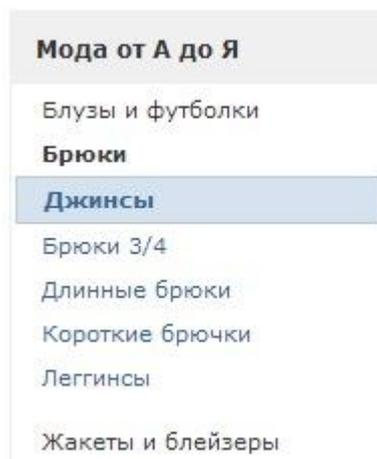 Мода от А до Я
Блузы и футболки
Брюки
Джинсы
Брюки 3/4
Длинные брюки
Короткие брючки
Леггинсы
Жакеты и блейзеры